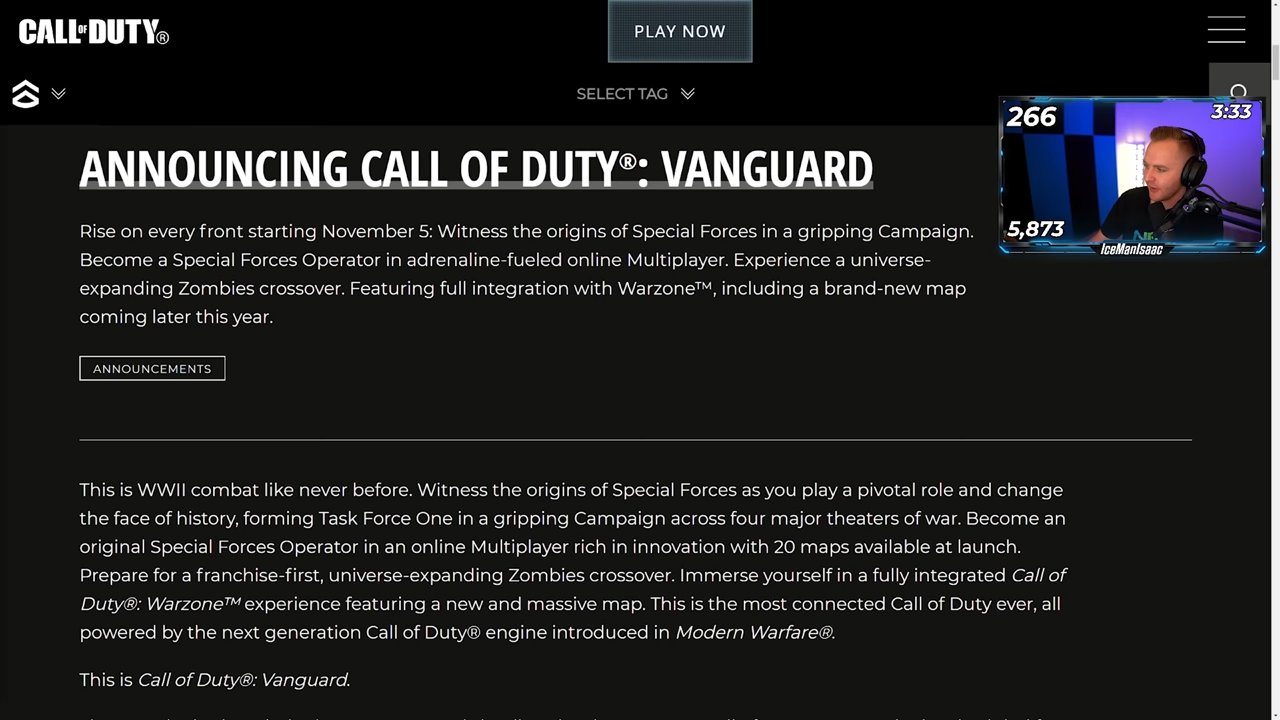 CALL OF DUTY®
PLAY NOW
SELECT TAG
266
3:33
5,873
IceManIsaac
ANNOUNCING CALL OF DUTY®: VANGUARD
Rise on every front starting November 5: Witness the origins of Special Forces in a gripping Campaign.
Become a Special Forces Operator in adrenaline-fueled online Multiplayer. Experience a universe-
expanding Zombies crossover. Featuring full integration with Warzone™, including a brand-new map
coming later this year.
ANNOUNCEMENTS
This is WWII combat like never before. Witness the origins of Special Forces as you play a pivotal role and change
the face of history, forming Task Force One in a gripping Campaign across four major theaters of war. Become an
original Special Forces Operator in an online Multiplayer rich in innovation with 20 maps available at launch.
Prepare for a franchise-first, universe-expanding Zombies crossover. Immerse yourself in a fully integrated Call of
Duty®: Warzone™ experience featuring a new and massive map. This is the most connected Call of Duty ever, all
powered by the next generation Call of Duty® engine introduced in Modern Warfare®.
This is Call of Duty®: Vanguard.